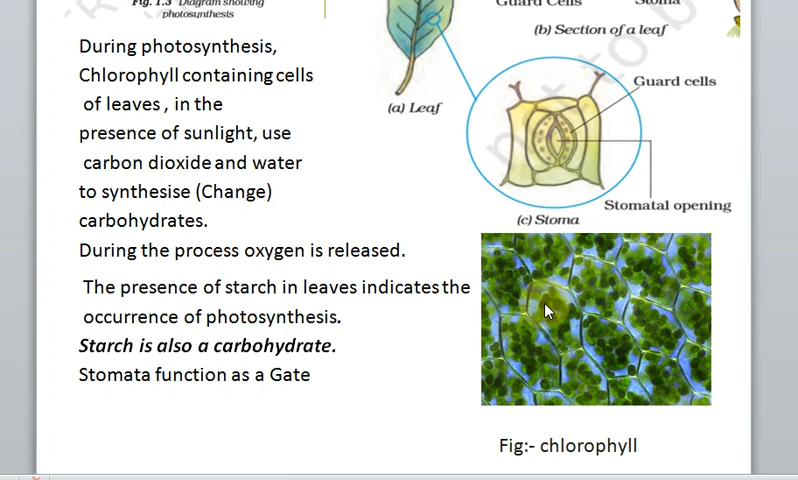 Fig. 1.3 Diagram showing
photosynthesis
During photosynthesis,
Chlorophyll containing cells
of leaves , in the
presence of sunlight, use
carbon dioxide and water
to synthesise (Change)
carbohydrates.
During the process oxygen is released.
The presence of starch in leaves indicates the
occurrence of photosynthesis.
Starch is also a carbohydrate.
Stomata function as a Gate
Guard Cells
Stoma
(b) Section of a leaf
(a) Leaf
Guard cells
Stomatal opening
(c) Stoma
Fig:- chlorophyll